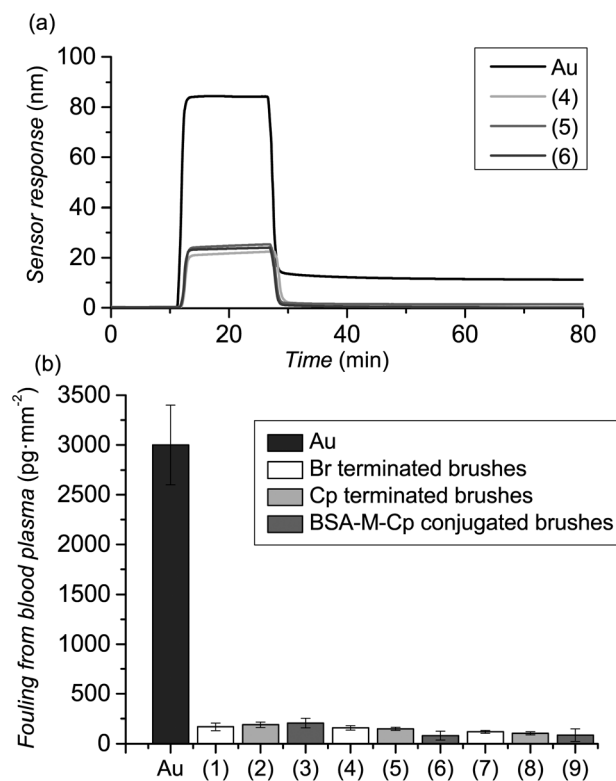 (a)
100
80
60
40
20
0
Sensor response (nm)
Au
(4)
(5)
(6)
0 20 40 60 80
Time (min)
(b)
3500
3000
2500
2000
1500
1000
500
0
Fouling from blood plasma (pg·mm⁻²)
Au
Br terminated brushes
Cp terminated brushes
BSA-M-Cp conjugated brushes
Au (1) (2) (3) (4) (5) (6) (7) (8) (9)